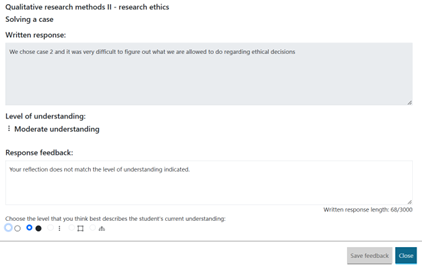 Qualitative research methods II - research ethics
Solving a case
Written response:
We chose case 2 and it was very difficult to figure out what we are allowed to do regarding ethical decisions
Level of understanding:
Moderate understanding
Response feedback:
Your reflection does not match the level of understanding indicated.
Written response length: 68/3000
Choose the level that you think best describes the student's current understanding:
Save feedback Close